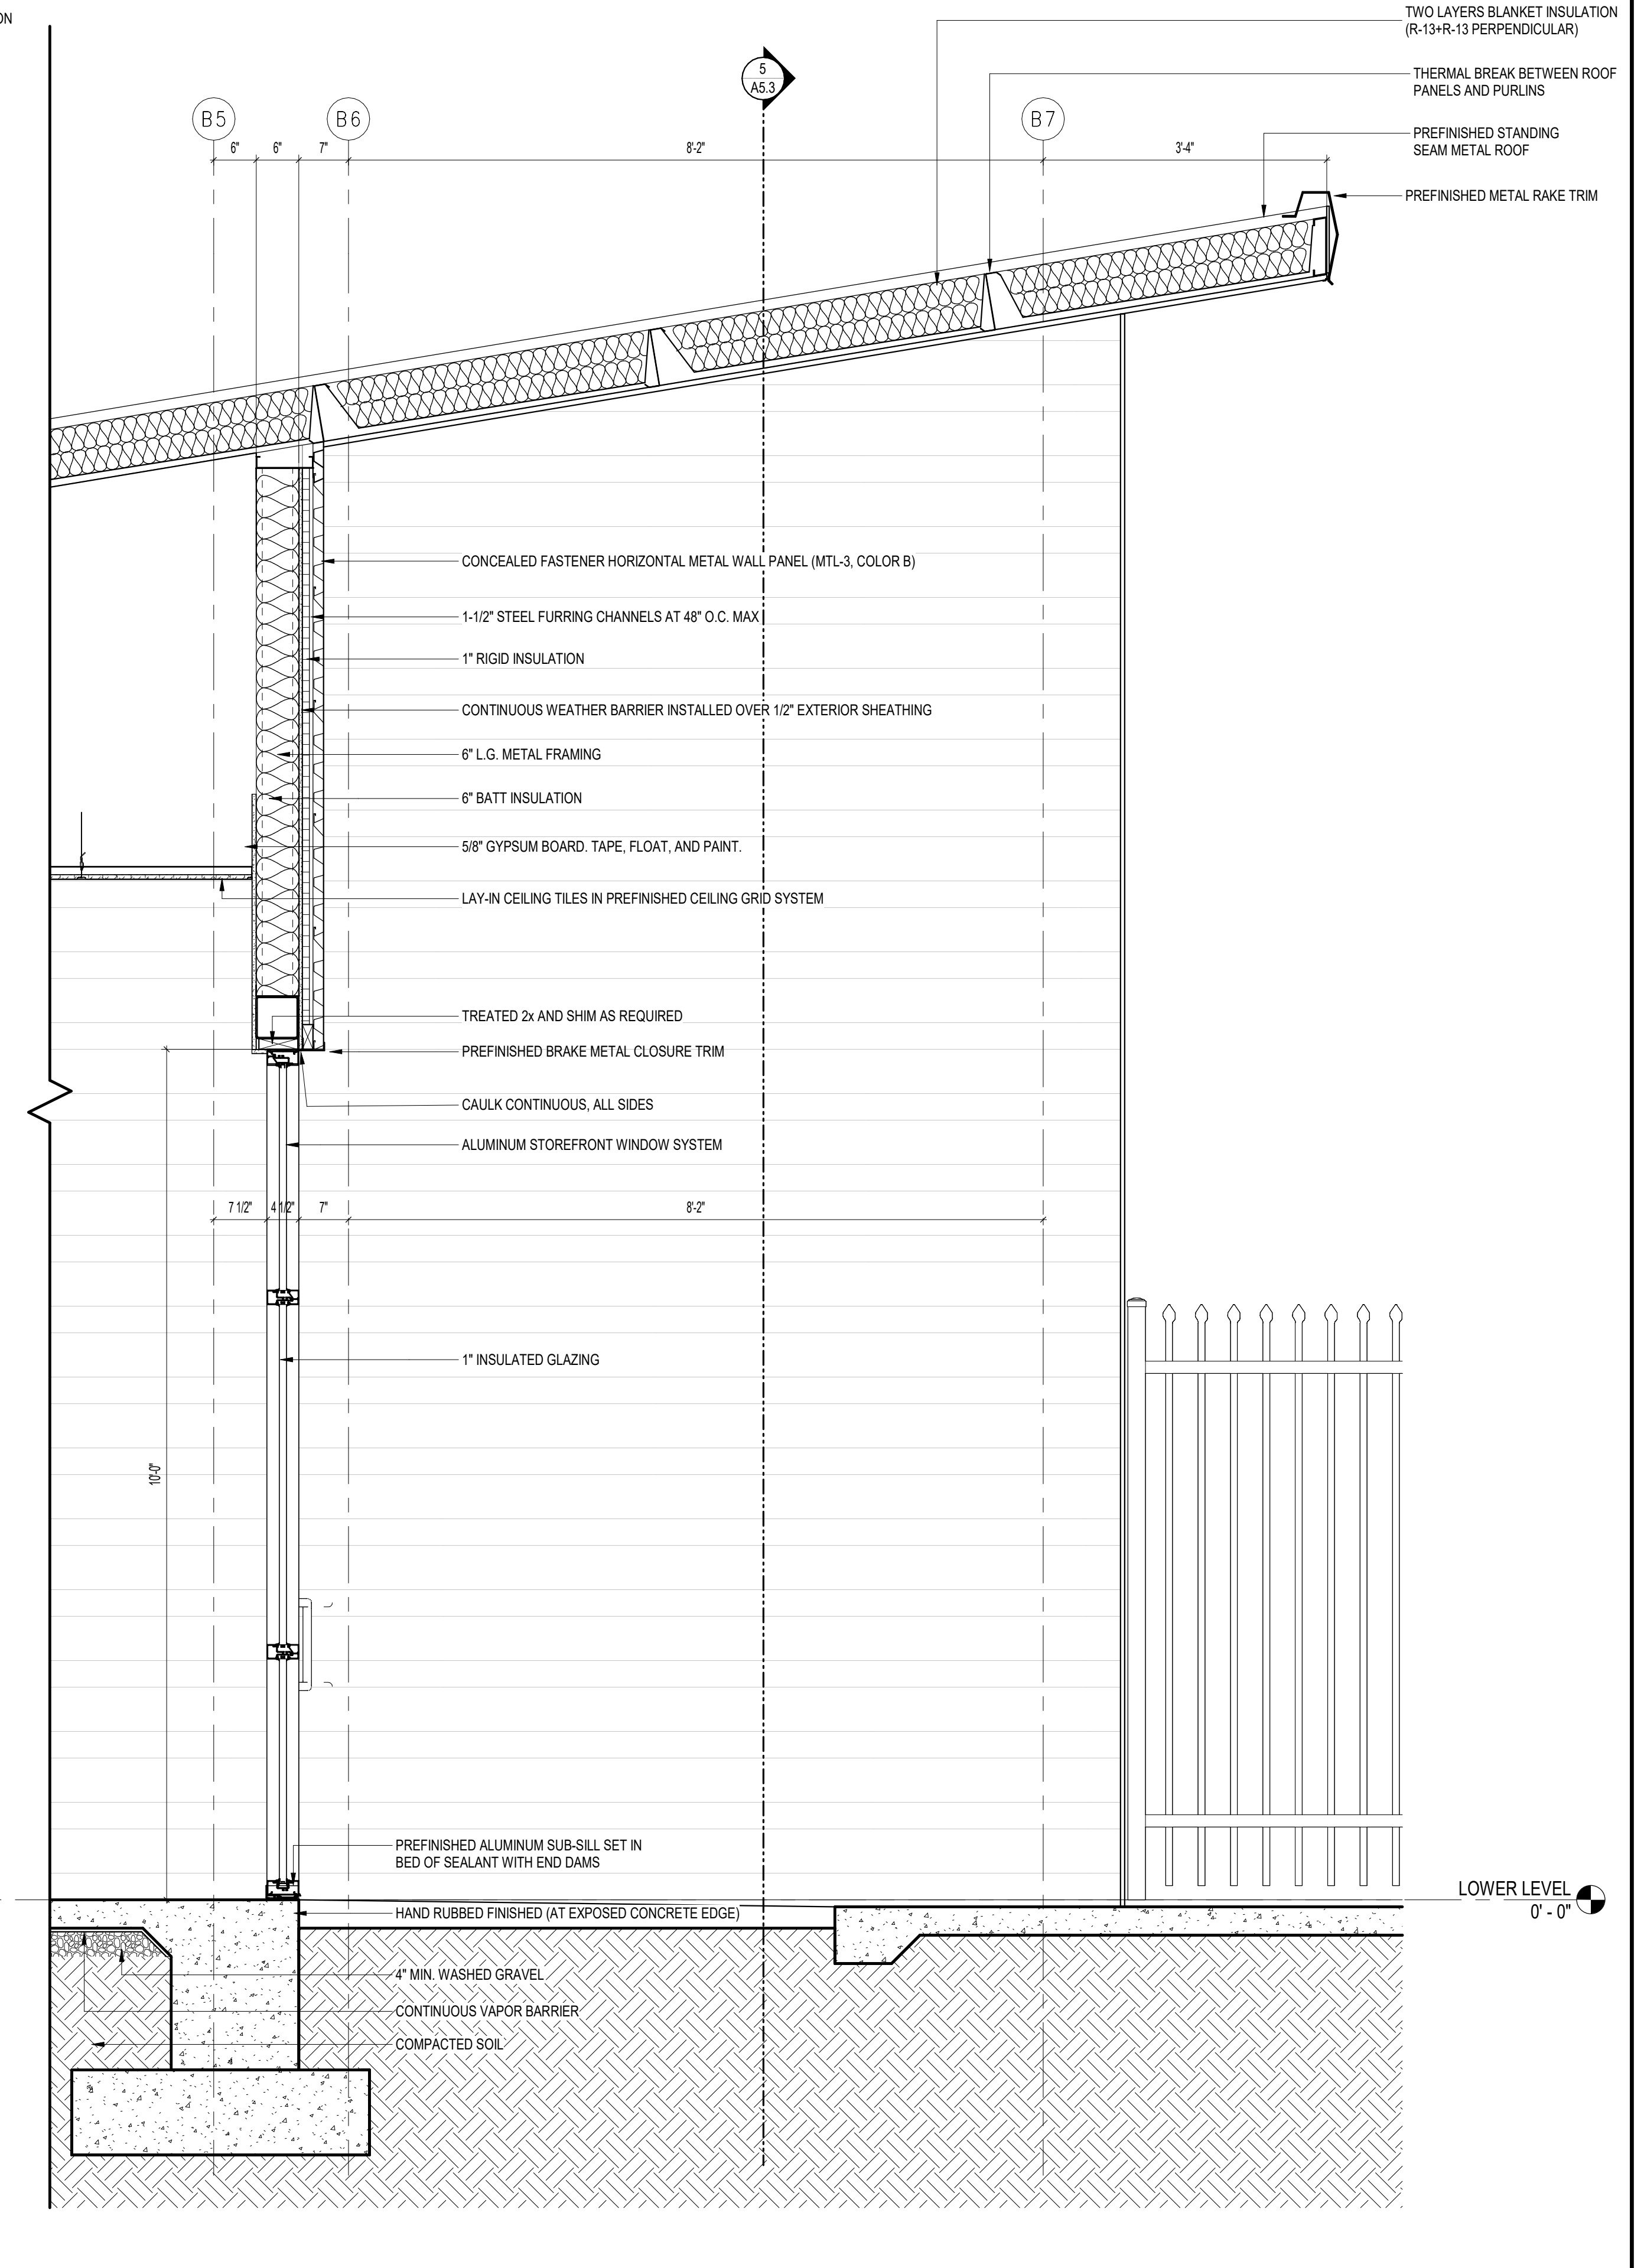 ON
TWO LAYERS BLANKET INSULATION
(R-13+R-13 PERPENDICULAR)
5
A5.3
THERMAL BREAK BETWEEN ROOF
PANELS AND PURLINS
B5
B6
B7
PREFINISHED STANDING
SEAM METAL ROOF
6"
6"
7"
8'-2"
3'-4"
PREFINISHED METAL RAKE TRIM
CONCEALED FASTENER HORIZONTAL METAL WALL PANEL (MTL-3, COLOR B)
1-1/2" STEEL FURRING CHANNELS AT 48" O.C. MAX
1" RIGID INSULATION
CONTINUOUS WEATHER BARRIER INSTALLED OVER 1/2" EXTERIOR SHEATHING
6" L.G. METAL FRAMING
6" BATT INSULATION
5/8" GYPSUM BOARD. TAPE, FLOAT, AND PAINT.
LAY-IN CEILING TILES IN PREFINISHED CEILING GRID SYSTEM
TREATED 2x AND SHIM AS REQUIRED
PREFINISHED BRAKE METAL CLOSURE TRIM
CAULK CONTINUOUS, ALL SIDES
ALUMINUM STOREFRONT WINDOW SYSTEM
7 1/2"
4 1/2"
7"
8'-2"
1" INSULATED GLAZING
10'-0"
PREFINISHED ALUMINUM SUB-SILL SET IN
BED OF SEALANT WITH END DAMS
LOWER LEVEL
0' - 0"
HAND RUBBED FINISHED (AT EXPOSED CONCRETE EDGE)
4" MIN. WASHED GRAVEL
CONTINUOUS VAPOR BARRIER
COMPACTED SOIL